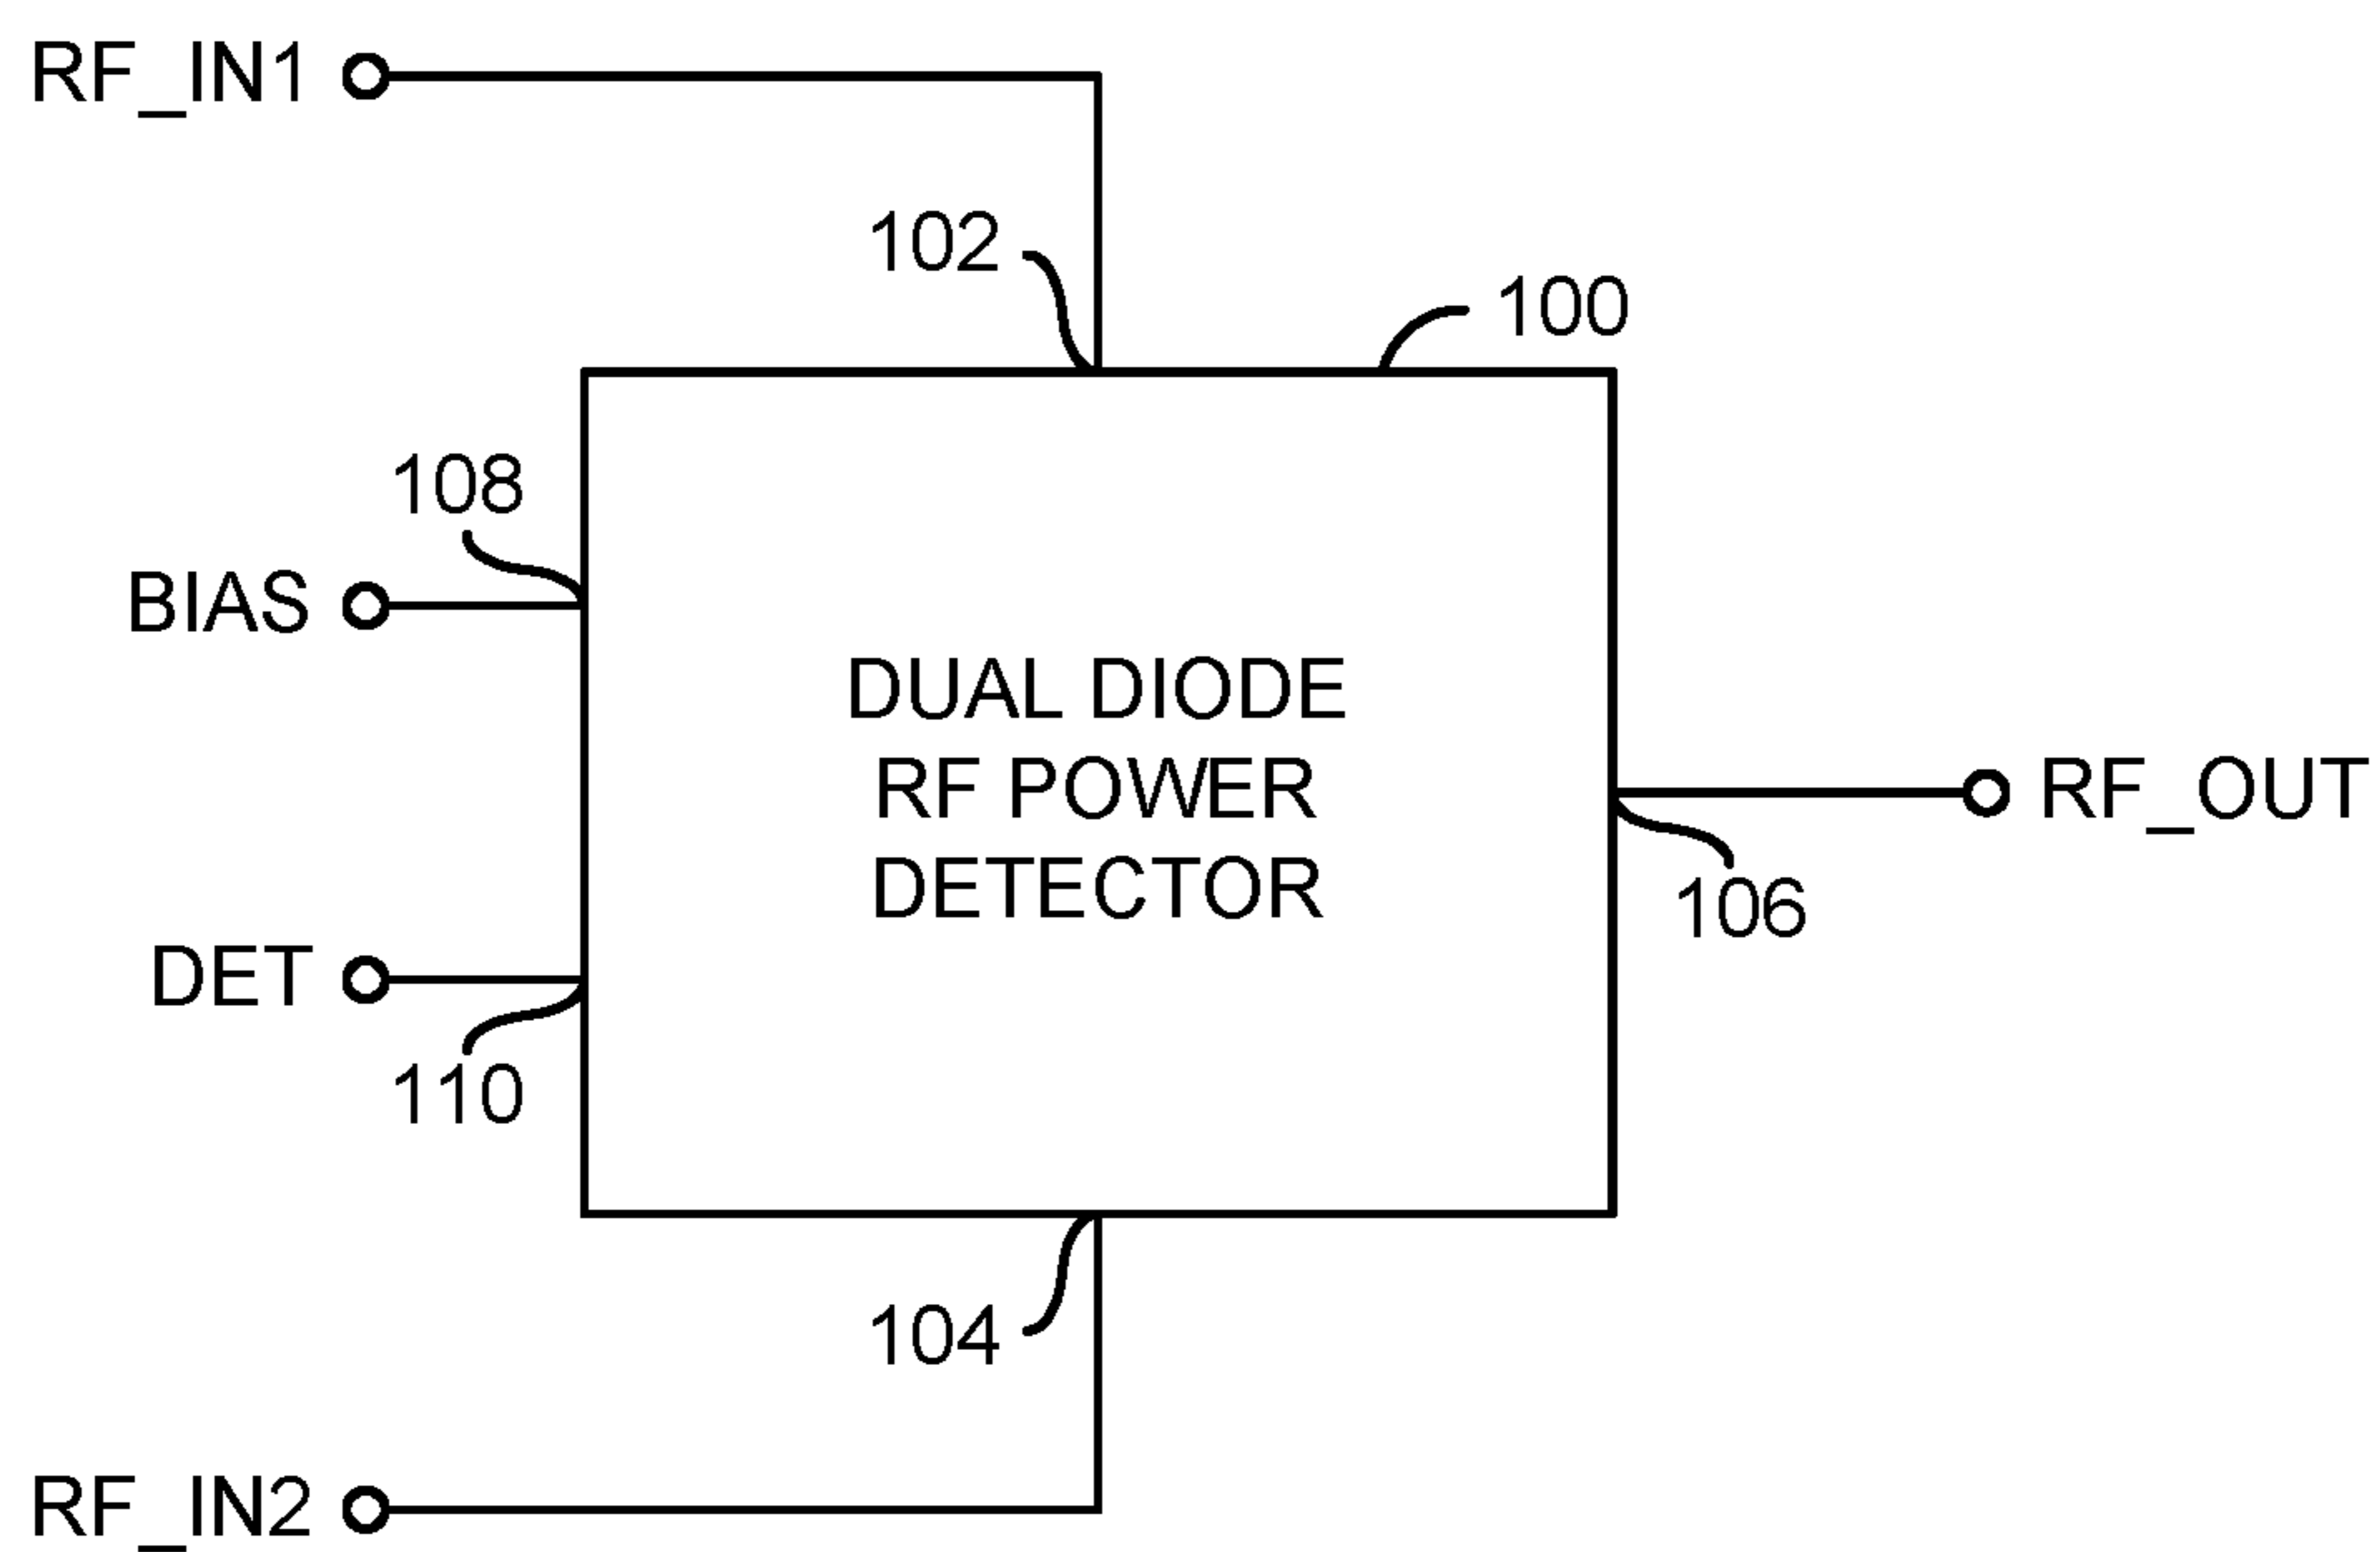 RF_IN1
102
100
108
BIAS
DUAL DIODE
RF POWER
DETECTOR
RF_OUT
106
DET
110
104
RF_IN2